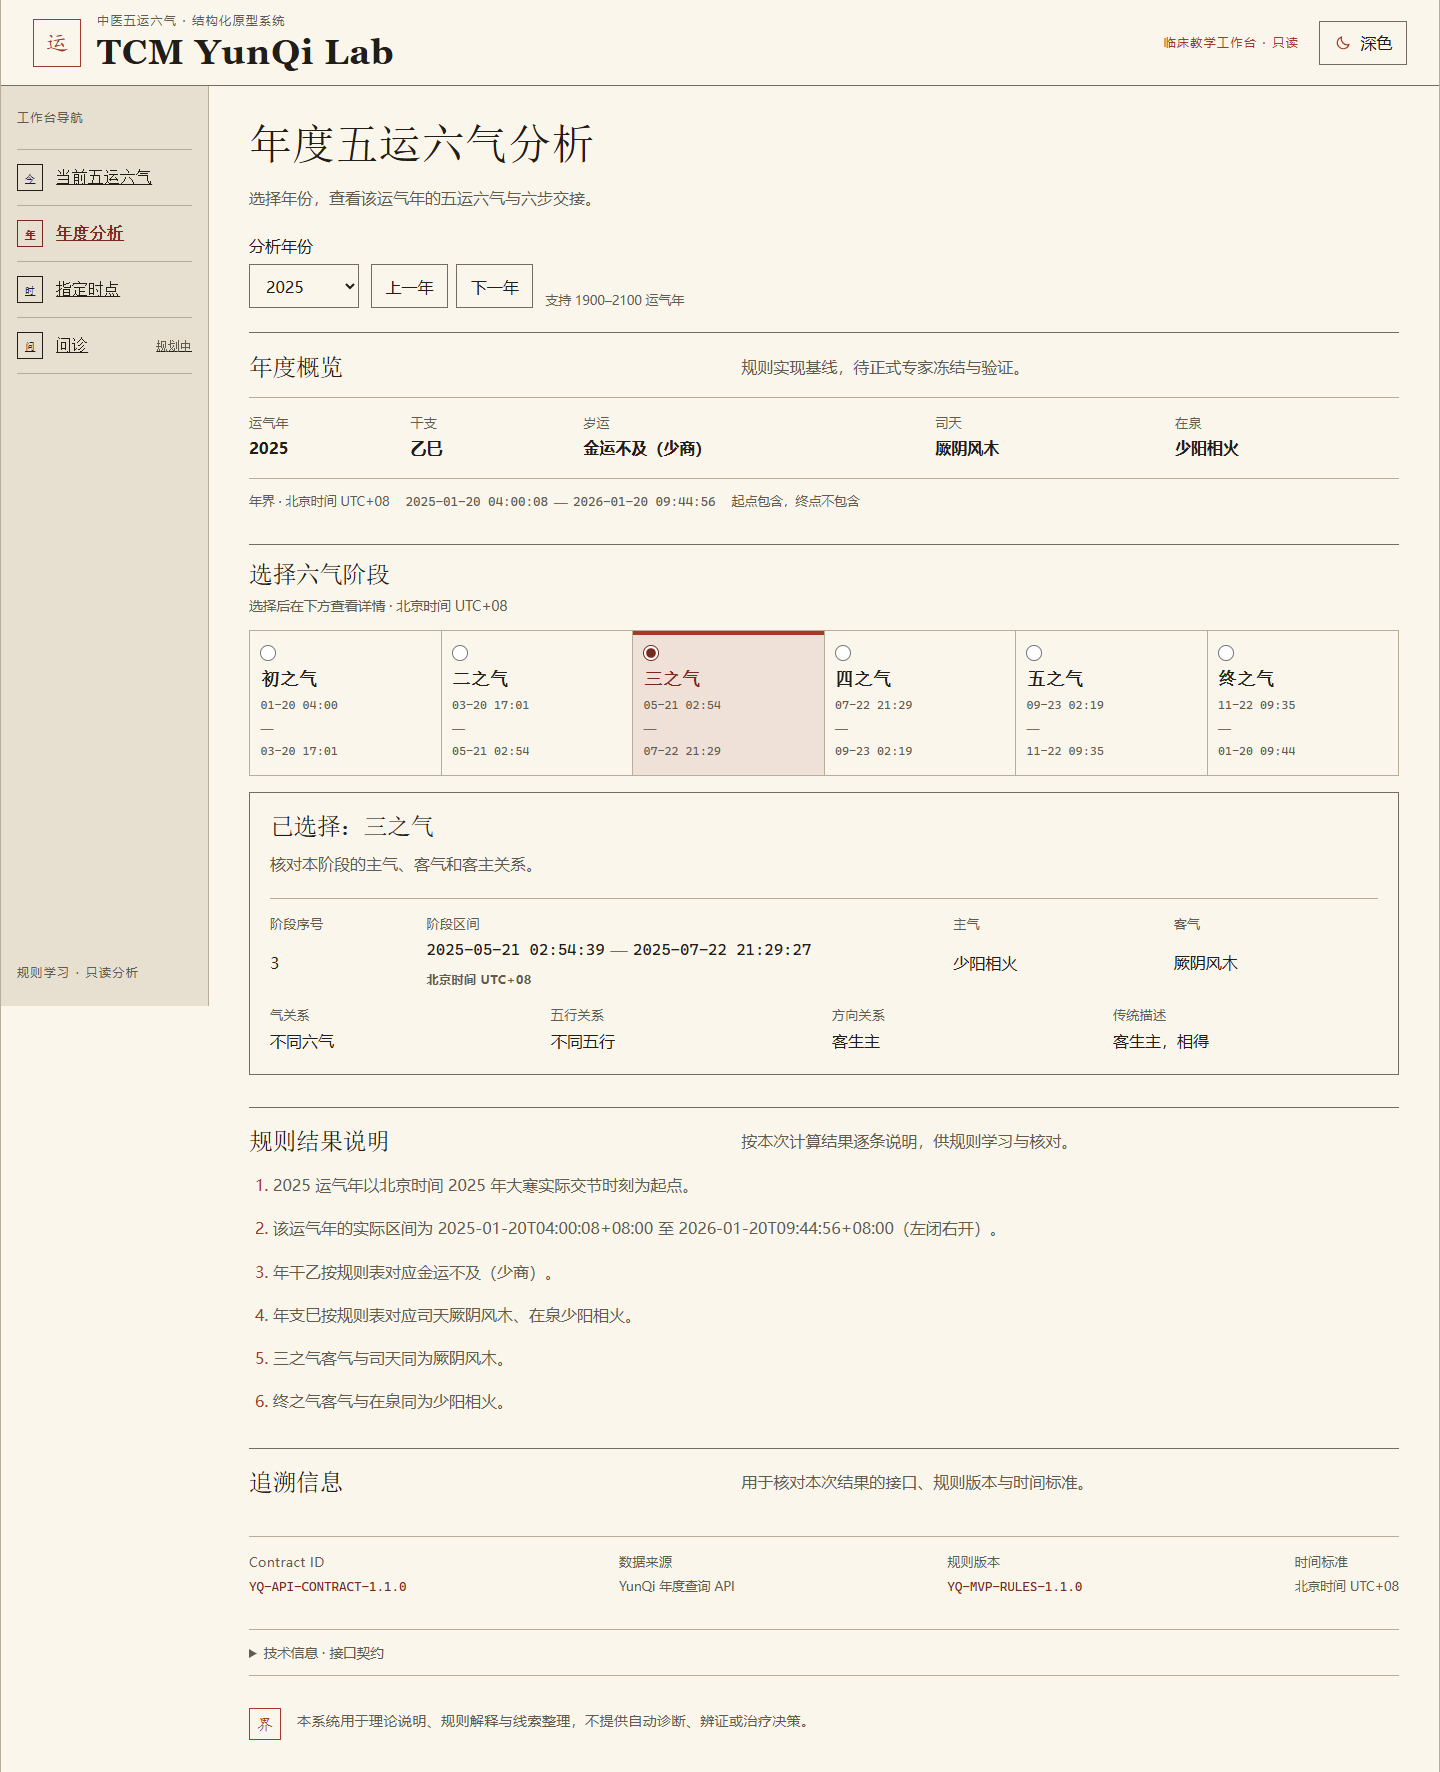 运
中医五运六气 · 结构化原型系统
TCM YunQi Lab
临床教学工作台 · 只读
深色
工作台导航
今 当前五运六气
年 年度分析
时 指定时点
问 问诊 规划中
规则学习 · 只读分析
年度五运六气分析
选择年份，查看该运气年的五运六气与六步交接。
分析年份
2025 上一年 下一年 支持 1900–2100 运气年
年度概览 规则实现基线，待正式专家冻结与验证。
运气年 干支 岁运 司天 在泉
2025 乙巳 金运不及（少商） 厥阴风木 少阳相火
年界 · 北京时间 UTC+08 2025-01-20 04:00:08 — 2026-01-20 09:44:56 起点包含，终点不包含
选择六气阶段
选择后在下方查看详情 · 北京时间 UTC+08
初之气 二之气 三之气 四之气 五之气 终之气
01-20 04:00 03-20 17:01 05-21 02:54 07-22 21:29 09-23 02:19 11-22 09:35
— — — — — —
03-20 17:01 05-21 02:54 07-22 21:29 09-23 02:19 11-22 09:35 01-20 09:44
已选择：三之气
核对本阶段的主气、客气和客主关系。
阶段序号 阶段区间 主气 客气
3 2025-05-21 02:54:39 — 2025-07-22 21:29:27 少阳相火 厥阴风木
北京时间 UTC+08
气关系 五行关系 方向关系 传统描述
不同六气 不同五行 客生主 客生主，相得
规则结果说明 按本次计算结果逐条说明，供规则学习与核对。
1. 2025 运气年以北京时间 2025 年大寒实际交节时刻为起点。
2. 该运气年的实际区间为 2025-01-20T04:00:08+08:00 至 2026-01-20T09:44:56+08:00（左闭右开）。
3. 年干乙按规则表对应金运不及（少商）。
4. 年支巳按规则表对应司天厥阴风木、在泉少阳相火。
5. 三之气客气与司天同为厥阴风木。
6. 终之气客气与在泉同为少阳相火。
追溯信息 用于核对本次结果的接口、规则版本与时间标准。
Contract ID 数据来源 规则版本 时间标准
YQ-API-CONTRACT-1.1.0 YunQi 年度查询 API YQ-MVP-RULES-1.1.0 北京时间 UTC+08
技术信息 · 接口契约
界 本系统用于理论说明、规则解释与线索整理，不提供自动诊断、辨证或治疗决策。